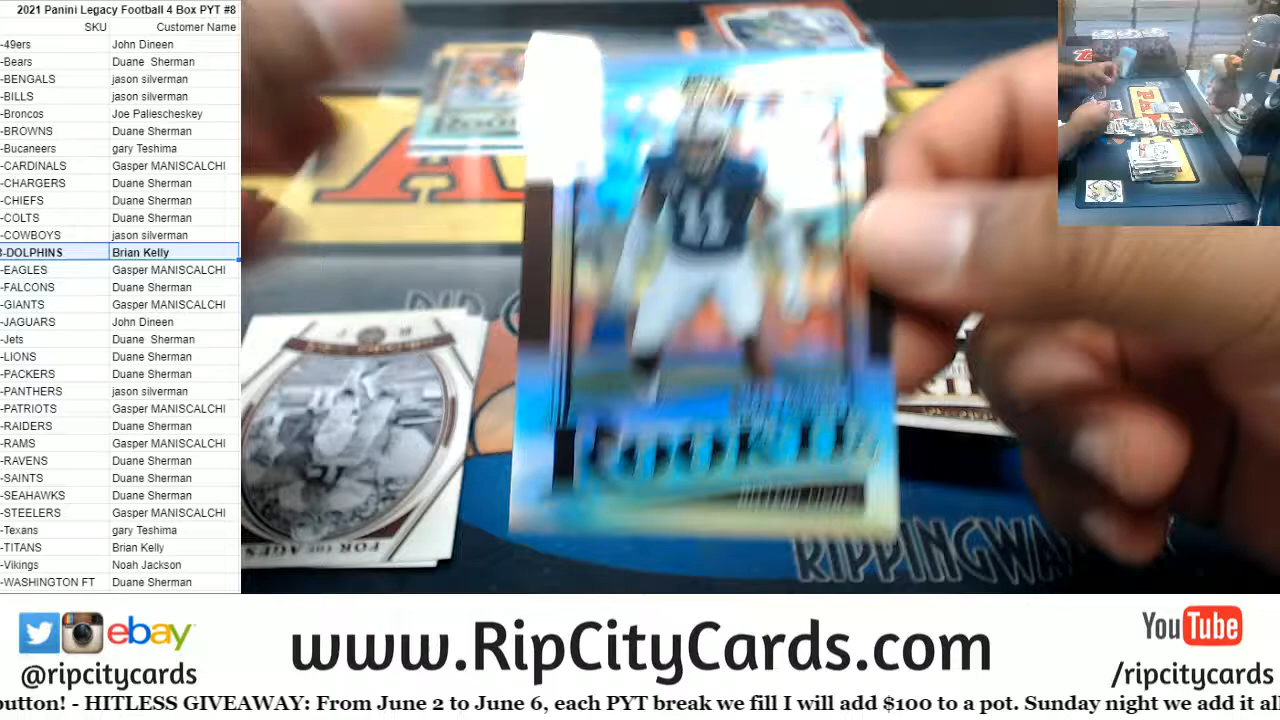 2021 Panini Legacy Football 4 Box PYT #8
SKU Customer Name
-49ers John Dineen
-Bears Duane Sherman
-BENGALS jason silverman
-BILLS jason silverman
-Broncos Joe Paliescheskey
-BROWNS Duane Sherman
-Bucaneers gary Teshima
-CARDINALS Gasper MANISCALCHI
-CHARGERS Duane Sherman
-CHIEFS Duane Sherman
-COLTS Duane Sherman
-COWBOYS jason silverman
-DOLPHINS Brian Kelly
-EAGLES Gasper MANISCALCHI
-FALCONS Duane Sherman
-GIANTS Gasper MANISCALCHI
-JAGUARS John Dineen
-Jets Duane Sherman
-LIONS Duane Sherman
-PACKERS Duane Sherman
-PANTHERS jason silverman
-PATRIOTS Gasper MANISCALCHI
-RAIDERS Duane Sherman
-RAMS Gasper MANISCALCHI
-RAVENS Duane Sherman
-SAINTS Duane Sherman
-SEAHAWKS Duane Sherman
-STEELERS Gasper MANISCALCHI
-Texans gary Teshima
-TITANS Brian Kelly
-Vikings Noah Jackson
-WASHINGTON FT Duane Sherman
11
FOR THE AGES
RIPPINGWA
ebay
@ripcitycards
www.RipCityCards.com
YouTube
/ripcitycards
button! - HITLESS GIVEAWAY: From June 2 to June 6, each PYT break we fill I will add $100 to a pot. Sunday night we add it all